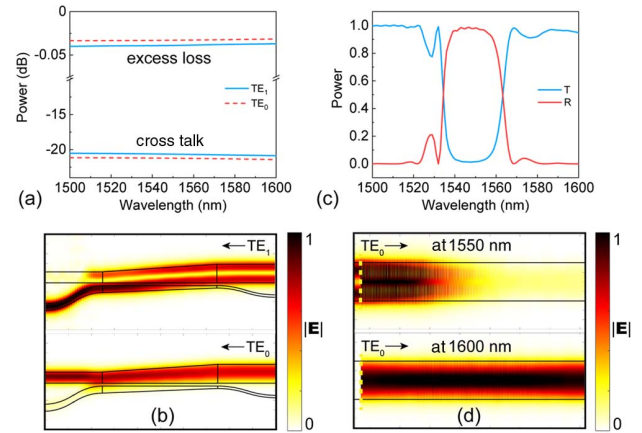 0
-0.05
-15
-20
Power (dB)
excess loss
TE₁
TE₀
cross talk
1500 1520 1540 1560 1580 1600
Wavelength (nm)
(a)
1.0
0.8
0.6
0.4
0.2
0.0
Power
T
R
1500 1520 1540 1560 1580 1600
Wavelength (nm)
(c)
← TE₁
← TE₀
(b)
1
|E|
0
TE₀ → at 1550 nm
TE₀ → at 1600 nm
(d)
1
|E|
0